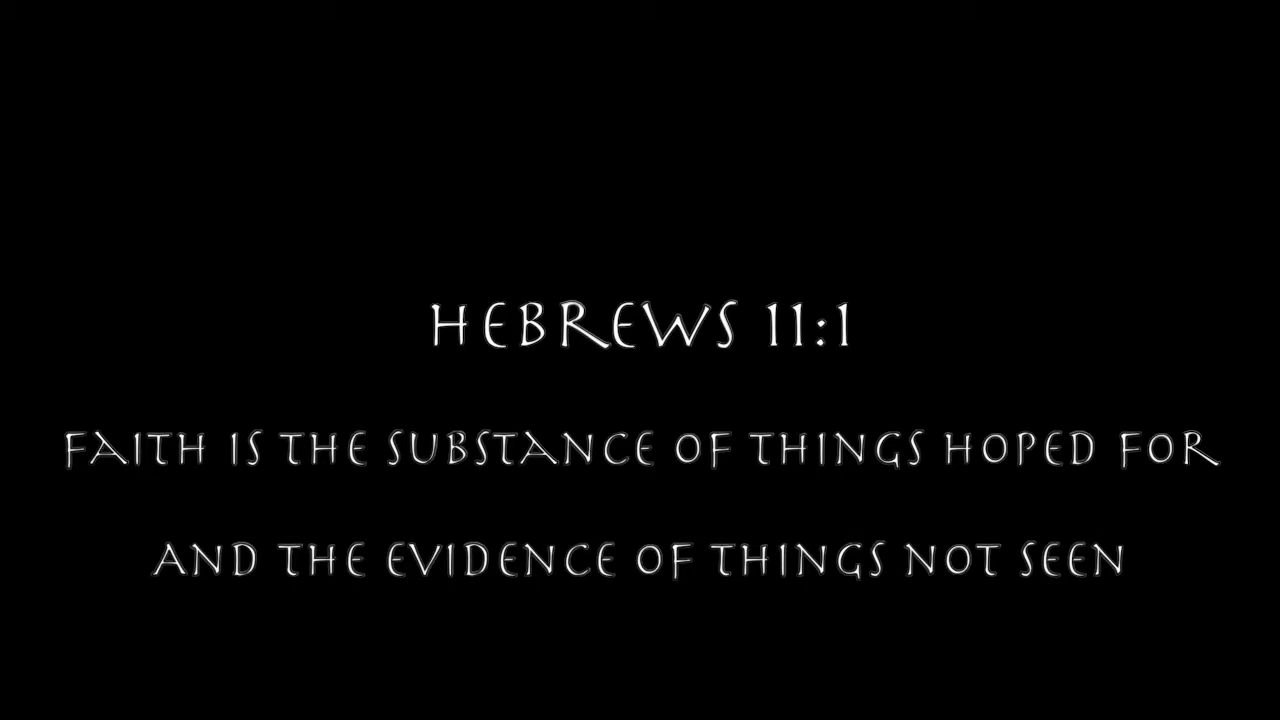 HEBREWS 11:1
FAITH IS THE SUBSTANCE OF THINGS HOPED FOR
AND THE EVIDENCE OF THINGS NOT SEEN